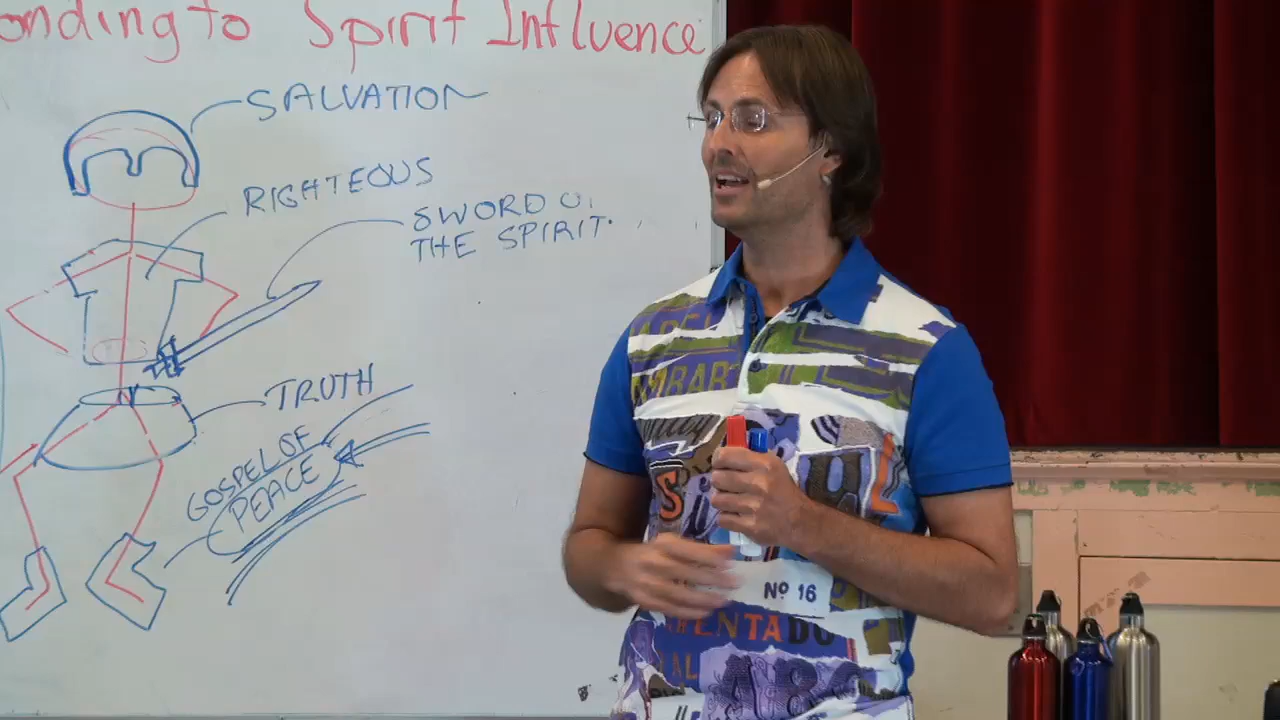 onding to Spirit Influence
SALVATION
RIGHTEOUS
SWORD O
THE SPIRIT.
TRUTH
GOSPEL OF
PEACE
Nº 16